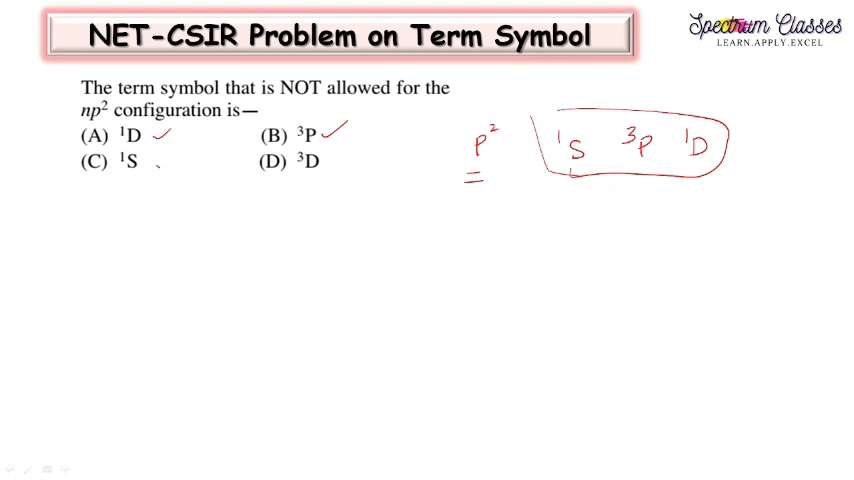 NET-CSIR Problem on Term Symbol
Spectrum Classes
LEARN.APPLY.EXCEL
The term symbol that is NOT allowed for the
np² configuration is—
(A) ¹D ✓ (B) ³P ✓
(C) ¹S (D) ³D
p² ¹S ³P ¹D